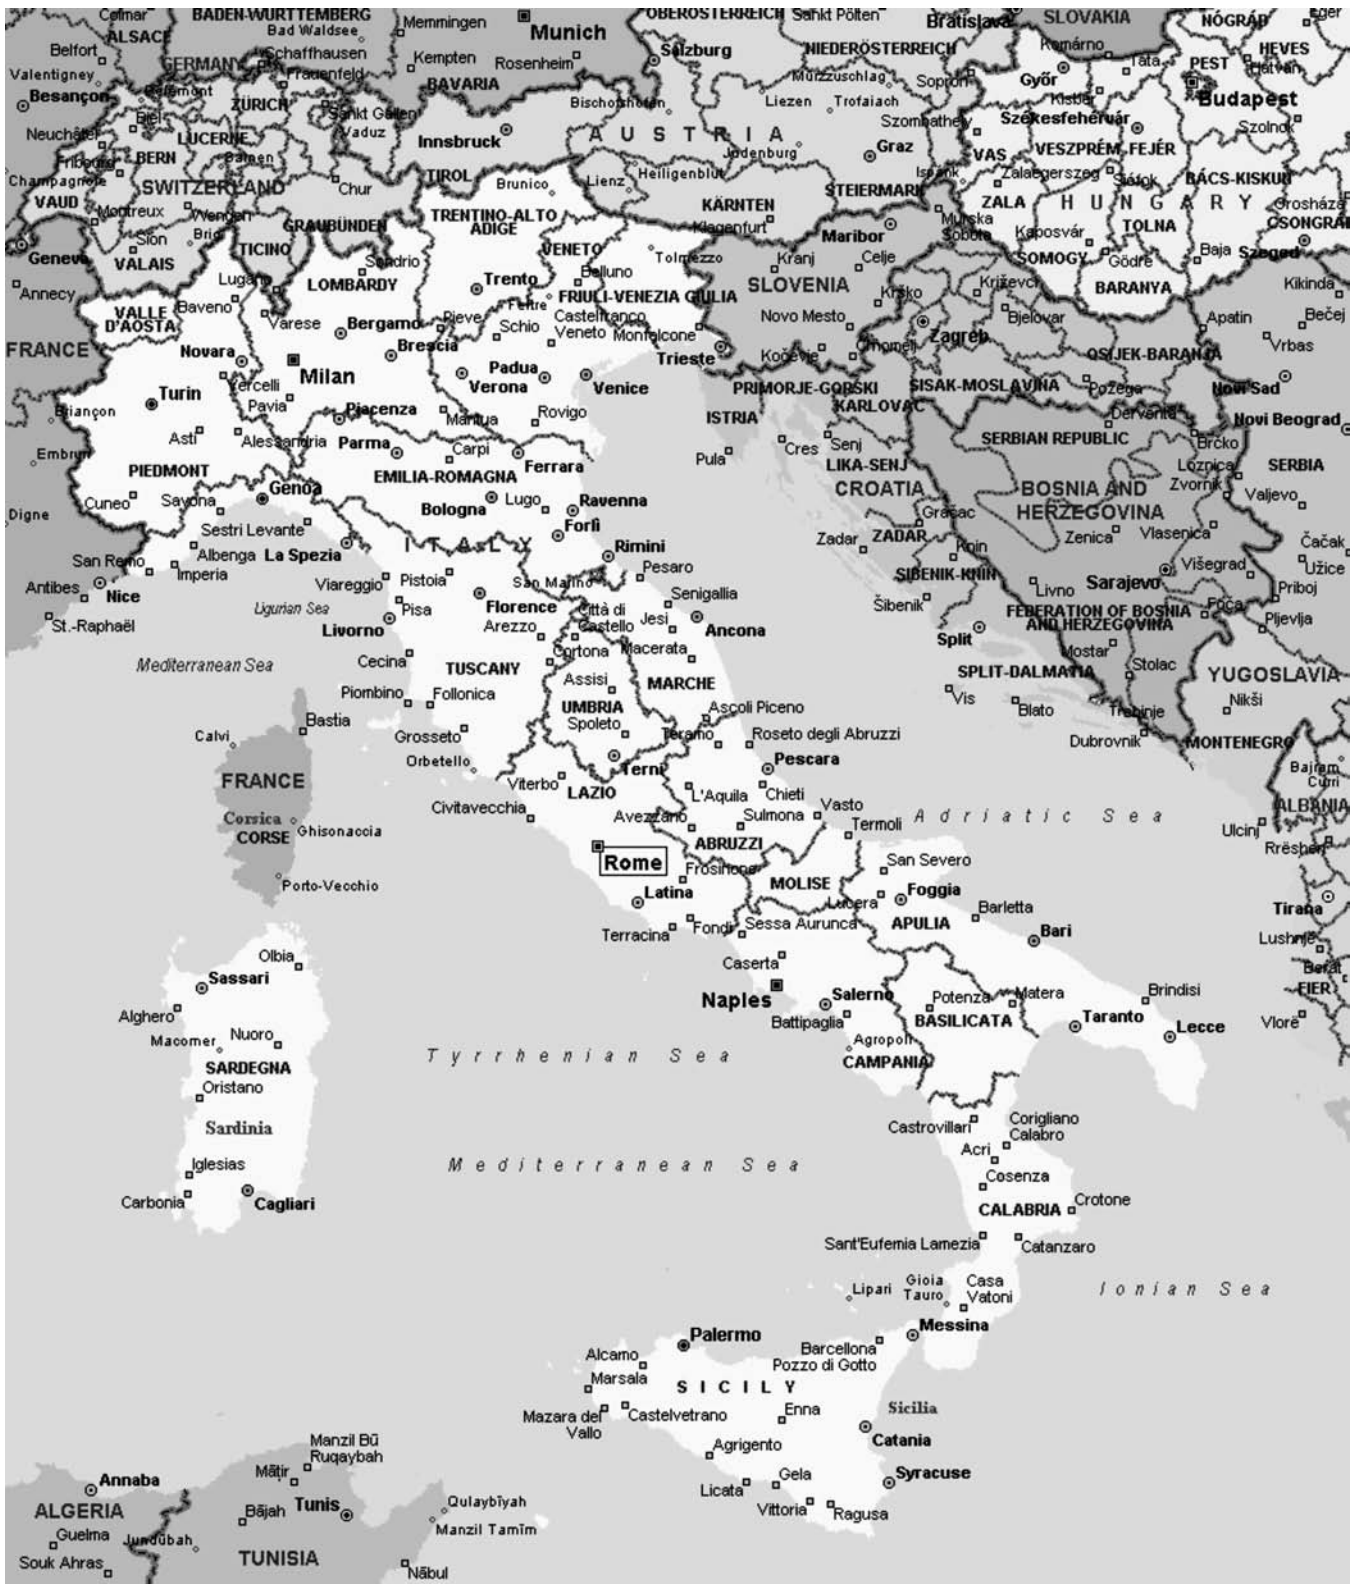 Colmar
BADEN-WÜRTTEMBERG
Memmingen
OBERÖSTERREICH
Sankt Pölten
Bratislava
SLOVAKIA
NÓGRÁD
Eger
ALSACE
Bad Waldsee
Munich
Belfort
Schaffhausen
Kempten
Rosenheim
Salzburg
NIEDERÖSTERREICH
Komárno
HEVES
GERMANY
Frauenfeld
BAVARIA
Valentigney
Mürzzuschlag
Sopron
Győr
Tata
PEST
Hatvan
Besançon
Delémont
ZÜRICH
Sankt Gallen
Bischofshofen
Liezen
Trofaiach
Kisbér
Budapest
Neuchâtel
Biel
Vaduz
Innsbruck
AUSTRIA
Szombathely
Székesfehérvár
Szolnok
LUCERNE
Fribourg
BERN
Judenburg
Graz
VAS
VESZPRÉM
FEJÉR
Champagnole
SWITZERLAND
Chur
TIROL
Brunico
Lienz
Heiligenblut
STEIERMARK
Zalaegerszeg
Siófok
BÁCS-KISKUN
VAUD
Montreux
Wengen
Brig
GRAUBÜNDEN
TRENTINO-ALTO
ADIGE
KÄRNTEN
Klagenfurt
Maribor
Murska
Sobota
ZALA
HUNGARY
Orosháza
Geneva
Sion
VALAIS
TICINO
VENETO
Tolmezzo
Kranj
Celje
Kaposvár
TOLNA
CSONGRÁD
SOMOGY
Gödre
Baja
Szeged
Annecy
Lugano
Sondrio
LOMBARDY
Trento
Belluno
SLOVENIA
Krško
Križevci
BARANYA
Kikinda
VALLE
D'AOSTA
Baveno
Varese
Bergamo
Pieve
Feltre
FRIULI-VENEZIA GIULIA
Schio
Castelfranco
Veneto
Monfalcone
Novo Mesto
Bjelovar
Apatin
Bečej
FRANCE
Novara
Brescia
Trieste
Kočevje
Črnomelj
Zagreb
OSIJEK-BARANJA
Vrbas
Milan
Padua
Verona
Venice
PRIMORJE-GORSKI
SISAK-MOSLAVINA
Požega
Novi Sad
Turin
Vercelli
Pavia
Piacenza
Mantua
Rovigo
ISTRIA
KARLOVAC
Derventa
Novi Beograd
Briançon
Asti
Alessandria
Parma
Carpi
Cres
Senj
SERBIAN REPUBLIC
Brčko
Embrun
PIEDMONT
EMILIA-ROMAGNA
Ferrara
Pula
LIKA-SENJ
Loznica
SERBIA
Cuneo
Savona
Genoa
Bologna
Lugo
Ravenna
CROATIA
BOSNIA AND
HERZEGOVINA
Zvornik
Valjevo
Digne
Sestri Levante
Forlì
Gračac
Zenica
Vlasenica
San Remo
Albenga
La Spezia
ITALY
Rimini
Zadar
ZADAR
Čačak
Antibes
Nice
Imperia
Viareggio
Pistoia
San Marino
Pesaro
Knin
Sarajevo
Višegrad
Užice
ŠIBENIK-KNIN
Livno
Priboj
St.-Raphaël
Ligurian Sea
Pisa
Florence
Senigallia
Šibenik
FEDERATION OF BOSNIA
AND HERZEGOVINA
Foča
Livorno
Arezzo
Città di
Castello
Jesi
Ancona
Split
Pljevlja
Mediterranean Sea
Cecina
TUSCANY
Cortona
Macerata
Mostar
Stolac
Piombino
Follonica
Assisi
MARCHE
SPLIT-DALMATIA
YUGOSLAVIA
Bastia
UMBRIA
Ascoli Piceno
Vis
Blato
Trebinje
Nikši
Calvi
Grosseto
Spoleto
Teramo
Roseto degli Abruzzi
Dubrovnik
MONTENEGRO
FRANCE
Orbetello
Viterbo
Terni
Pescara
Bajram
Curri
LAZIO
L'Aquila
Chieti
Corsica
CORSE
Ghisonaccia
Civitavecchia
Avezzano
Sulmona
Vasto
Adriatic Sea
ALBANIA
ABRUZZI
Termoli
Ulcinj
Rrëshen
Rome
Frosinone
San Severo
Porto-Vecchio
Latina
MOLISE
Lucera
Foggia
Tirana
Terracina
Fondi
Sessa Aurunca
APULIA
Barletta
Bari
Lushnje
Olbia
Caserta
Berat
Sassari
Naples
Salerno
Potenza
Matera
Brindisi
FIER
Alghero
Battipaglia
BASILICATA
Taranto
Lecce
Vlorë
Macomer
Nuoro
Tyrrhenian Sea
Agropoli
CAMPANIA
SARDEGNA
Oristano
Sardinia
Castrovillari
Corigliano
Calabro
Acri
Iglesias
Mediterranean Sea
Cosenza
Carbonia
Cagliari
CALABRIA
Crotone
Sant'Eufemia Lamezia
Catanzaro
Lipari
Gioia
Tauro
Casa
Vatoni
Ionian Sea
Palermo
Messina
Alcamo
Barcellona
Pozzo di Gotto
Marsala
SICILY
Mazara del
Vallo
Castelvetrano
Enna
Sicilia
Catania
Agrigento
Manzil Bū
Ruqaybah
Annaba
Māṭir
Licata
Gela
Syracuse
ALGERIA
Bājah
Tunis
Qulaybīyah
Vittoria
Ragusa
Guelma
Jundūbah
Manzil Tamīm
Souk Ahras
TUNISIA
Nābul